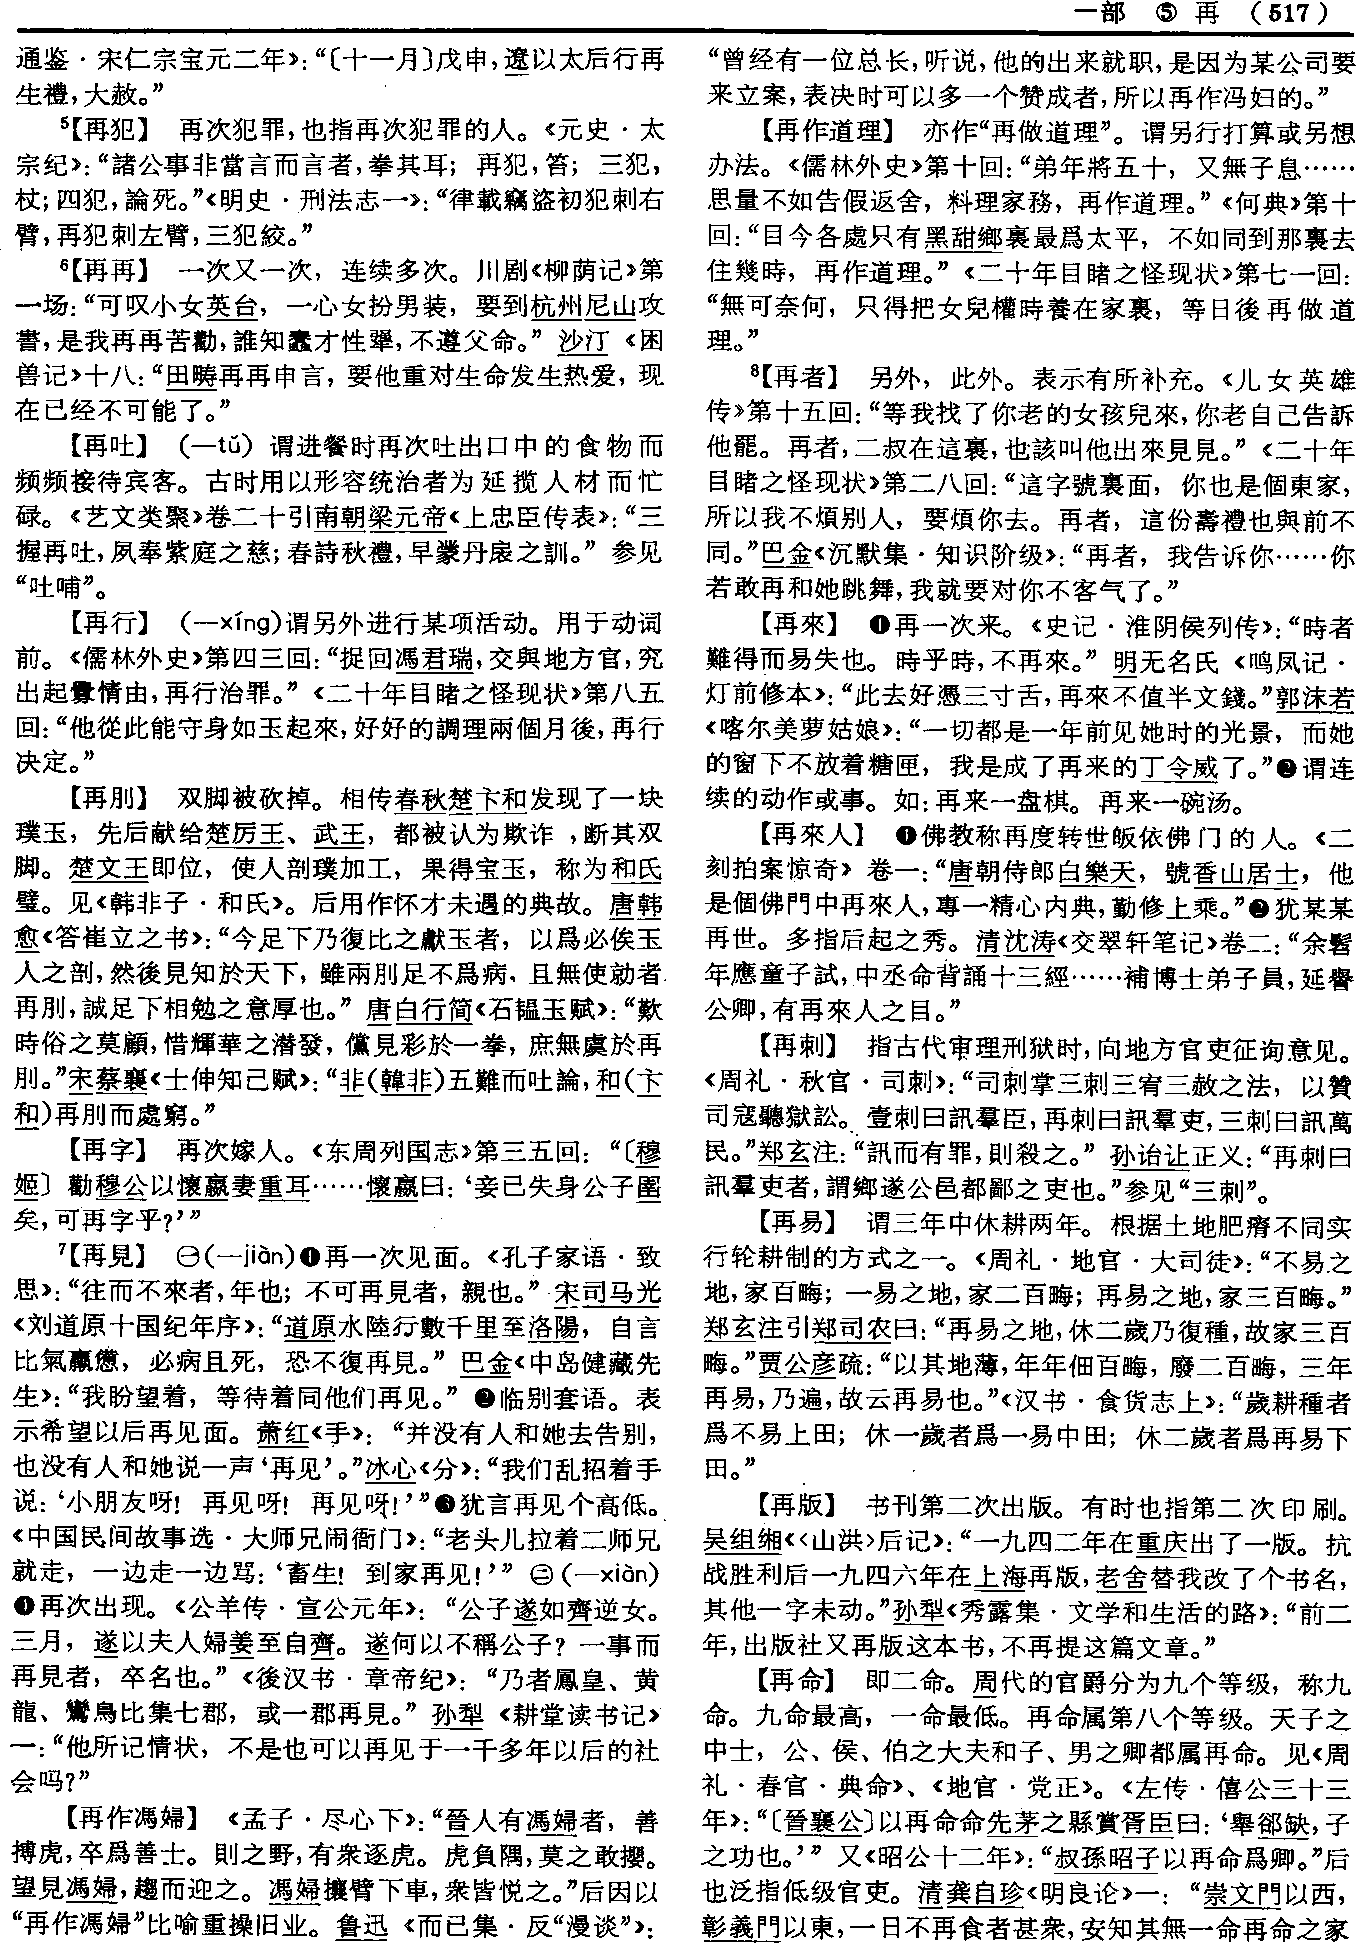 一部 ⑤ 再 （517）
通鉴·宋仁宗宝元二年》：“〔十一月〕戊申，遼以太后行再
生禮，大赦。”
⁵【再犯】 再次犯罪，也指再次犯罪的人。《元史·太
宗纪》：“諸公事非當言而言者，拳其耳；再犯，笞；三犯，
杖；四犯，論死。”《明史·刑法志一》：“律載竊盜初犯刺右
臂，再犯刺左臂，三犯絞。”
⁶【再再】 一次又一次，连续多次。川剧《柳荫记》第
一场：“可叹小女英台，一心女扮男装，要到杭州尼山攻
書，是我再再苦勸，誰知蠢才性犟，不遵父命。”沙汀《困
兽记》十八：“田畴再再申言，要他重对生命发生热爱，现
在已经不可能了。”
【再吐】 （—tǔ）谓进餐时再次吐出口中的食物而
频频接待宾客。古时用以形容统治者为延揽人材而忙
碌。《艺文类聚》卷二十引南朝梁元帝《上忠臣传表》：“三
握再吐，夙奉紫庭之慈；春詩秋禮，早蒙丹扆之訓。”参见
“吐哺”。
【再行】 （—xíng）谓另外进行某项活动。用于动词
前。《儒林外史》第四三回：“捉回馮君瑞，交與地方官，究
出起釁情由，再行治罪。”《二十年目睹之怪现状》第八五
回：“他從此能守身如玉起來，好好的調理兩個月後，再行
决定。”
【再刖】 双脚被砍掉。相传春秋楚卞和发现了一块
璞玉，先后献给楚厉王、武王，都被认为欺诈，断其双
脚。楚文王即位，使人剖璞加工，果得宝玉，称为和氏
璧。见《韩非子·和氏》。后用作怀才未遇的典故。唐韩
愈《答崔立之书》：“今足下乃復比之獻玉者，以爲必俟玉
人之剖，然後見知於天下，雖兩刖足不爲病，且無使勍者
再刖，誠足下相勉之意厚也。”唐白行简《石韫玉赋》：“歎
時俗之莫顧，惜輝華之潛發，儻見彩於一拳，庶無虞於再
刖。”宋蔡襄《士伸知己赋》：“非（韓非）五難而吐論，和（卞
和）再刖而處窮。”
【再字】 再次嫁人。《东周列国志》第三五回：“〔穆
姬〕勸穆公以懷嬴妻重耳……懷嬴曰：‘妾已失身公子圉
矣，可再字乎？’”
⁷【再見】 ㊀（—jiàn）❶再一次见面。《孔子家语·致
思》：“往而不來者，年也；不可再見者，親也。”宋司马光
《刘道原十国纪年序》：“道原水陸行數千里至洛陽，自言
比氣羸憊，必病且死，恐不復再見。”巴金《中岛健藏先
生》：“我盼望着，等待着同他们再见。”❷临别套语。表
示希望以后再见面。萧红《手》：“并没有人和她去告别，
也没有人和她说一声‘再见’。”冰心《分》：“我们乱招着手
说：‘小朋友呀！再见呀！再见呀！’”❸犹言再见个高低。
《中国民间故事选·大师兄闹衙门》：“老头儿拉着二师兄
就走，一边走一边骂：‘畜生！到家再见！’”㊁（—xiàn）
❶再次出现。《公羊传·宣公元年》：“公子遂如齊逆女。
三月，遂以夫人婦姜至自齊。遂何以不稱公子？一事而
再見者，卒名也。”《後汉书·章帝纪》：“乃者鳳皇、黄
龍、鸞鳥比集七郡，或一郡再見。”孙犁《耕堂读书记》
一：“他所记情状，不是也可以再见于一千多年以后的社
会吗？”
【再作馮婦】 《孟子·尽心下》：“晉人有馮婦者，善
搏虎，卒爲善士。則之野，有衆逐虎。虎負隅，莫之敢攖。
望見馮婦，趨而迎之。馮婦攘臂下車，衆皆悦之。”后因以
“再作馮婦”比喻重操旧业。鲁迅《而已集·反“漫谈”》：
“曾经有一位总长，听说，他的出来就职，是因为某公司要
来立案，表决时可以多一个赞成者，所以再作冯妇的。”
【再作道理】 亦作“再做道理”。谓另行打算或另想
办法。《儒林外史》第十回：“弟年將五十，又無子息……
思量不如告假返舍，料理家務，再作道理。”《何典》第十
回：“目今各處只有黑甜鄉裏最爲太平，不如同到那裏去
住幾時，再作道理。”《二十年目睹之怪现状》第七一回：
“無可奈何，只得把女兒權時養在家裏，等日後再做道
理。”
⁸【再者】 另外，此外。表示有所补充。《儿女英雄
传》第十五回：“等我找了你老的女孩兒來，你老自己告訴
他罷。再者，二叔在這裏，也該叫他出來見見。”《二十年
目睹之怪现状》第二八回：“這字號裏面，你也是個東家，
所以我不煩别人，要煩你去。再者，這份壽禮也與前不
同。”巴金《沉默集·知识阶级》：“再者，我告诉你……你
若敢再和她跳舞，我就要对你不客气了。”
【再來】 ❶再一次来。《史记·淮阴侯列传》：“時者
難得而易失也。時乎時，不再來。”明无名氏《鸣凤记·
灯前修本》：“此去好憑三寸舌，再來不值半文錢。”郭沫若
《喀尔美萝姑娘》：“一切都是一年前见她时的光景，而她
的窗下不放着糖匣，我是成了再来的丁令威了。”❷谓连
续的动作或事。如：再来一盘棋。再来一碗汤。
【再來人】 ❶佛教称再度转世皈依佛门的人。《二
刻拍案惊奇》卷一：“唐朝侍郎白樂天，號香山居士，他
是個佛門中再來人，專一精心内典，勤修上乘。”❷犹某某
再世。多指后起之秀。清沈涛《交翠轩笔记》卷二：“余髫
年應童子試，中丞命背誦十三經……補博士弟子員，延譽
公卿，有再來人之目。”
【再刺】 指古代审理刑狱时，向地方官吏征询意见。
《周礼·秋官·司刺》：“司刺掌三刺三宥三赦之法，以贊
司寇聽獄訟。壹刺曰訊羣臣，再刺曰訊羣吏，三刺曰訊萬
民。”郑玄注：“訊而有罪，則殺之。”孙诒让正义：“再刺曰
訊羣吏者，謂鄉遂公邑都鄙之吏也。”参见“三刺”。
【再易】 谓三年中休耕两年。根据土地肥瘠不同实
行轮耕制的方式之一。《周礼·地官·大司徒》：“不易之
地，家百晦；一易之地，家二百晦；再易之地，家三百晦。”
郑玄注引郑司农曰：“再易之地，休二歲乃復種，故家三百
晦。”贾公彦疏：“以其地薄，年年佃百晦，廢二百晦，三年
再易，乃遍，故云再易也。”《汉书·食货志上》：“歲耕種者
爲不易上田；休一歲者爲一易中田；休二歲者爲再易下
田。”
【再版】 书刊第二次出版。有时也指第二次印刷。
吴组缃《〈山洪〉后记》：“一九四二年在重庆出了一版。抗
战胜利后一九四六年在上海再版，老舍替我改了个书名，
其他一字未动。”孙犁《秀露集·文学和生活的路》：“前二
年，出版社又再版这本书，不再提这篇文章。”
【再命】 即二命。周代的官爵分为九个等级，称九
命。九命最高，一命最低。再命属第八个等级。天子之
中士，公、侯、伯之大夫和子、男之卿都属再命。见《周
礼·春官·典命》、《地官·党正》。《左传·僖公三十三
年》：“〔晉襄公〕以再命命先茅之縣賞胥臣曰：‘舉郤缺，子
之功也。’”又《昭公十二年》：“叔孫昭子以再命爲卿。”后
也泛指低级官吏。清龚自珍《明良论》一：“崇文門以西，
彰義門以東，一日不再食者甚衆，安知其無一命再命之家